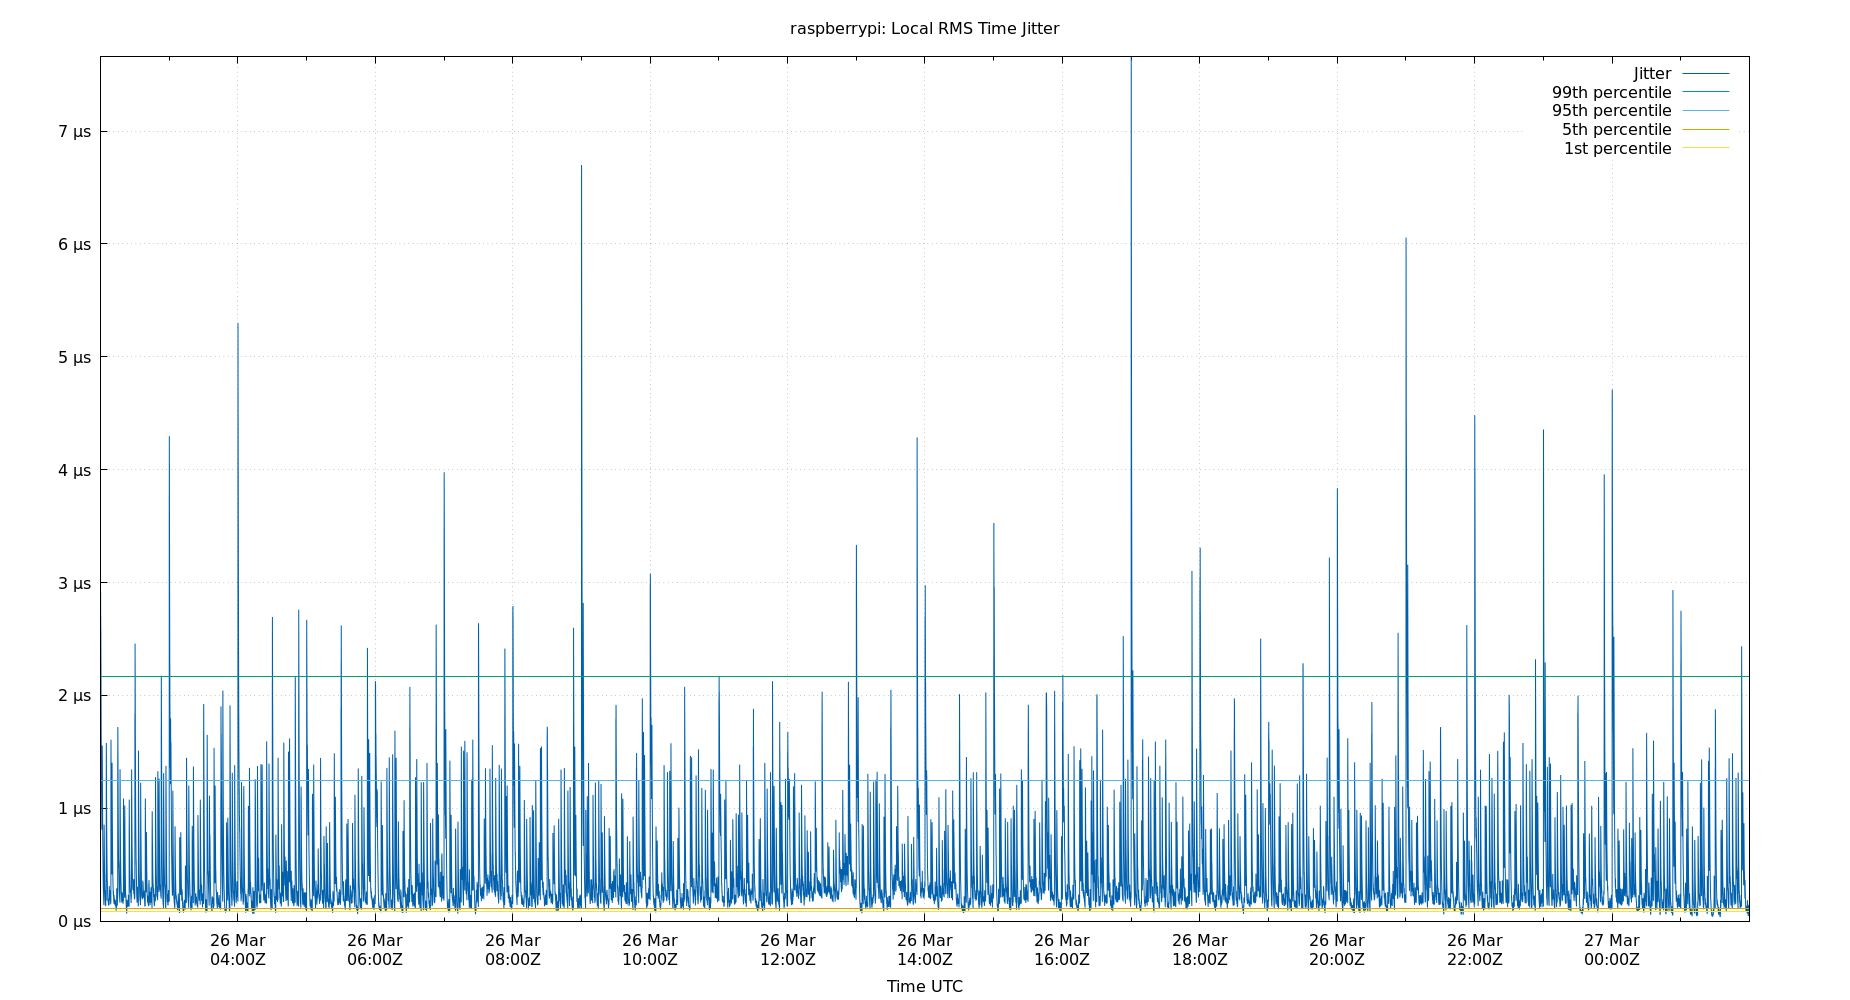 raspberrypi: Local RMS Time Jitter
Jitter
99th percentile
95th percentile
5th percentile
1st percentile
7 µs
6 µs
5 µs
4 µs
3 µs
2 µs
1 µs
0 µs
26 Mar 26 Mar 26 Mar 26 Mar 26 Mar 26 Mar 26 Mar 26 Mar 26 Mar 26 Mar 27 Mar
04:00Z 06:00Z 08:00Z 10:00Z 12:00Z 14:00Z 16:00Z 18:00Z 20:00Z 22:00Z 00:00Z
Time UTC